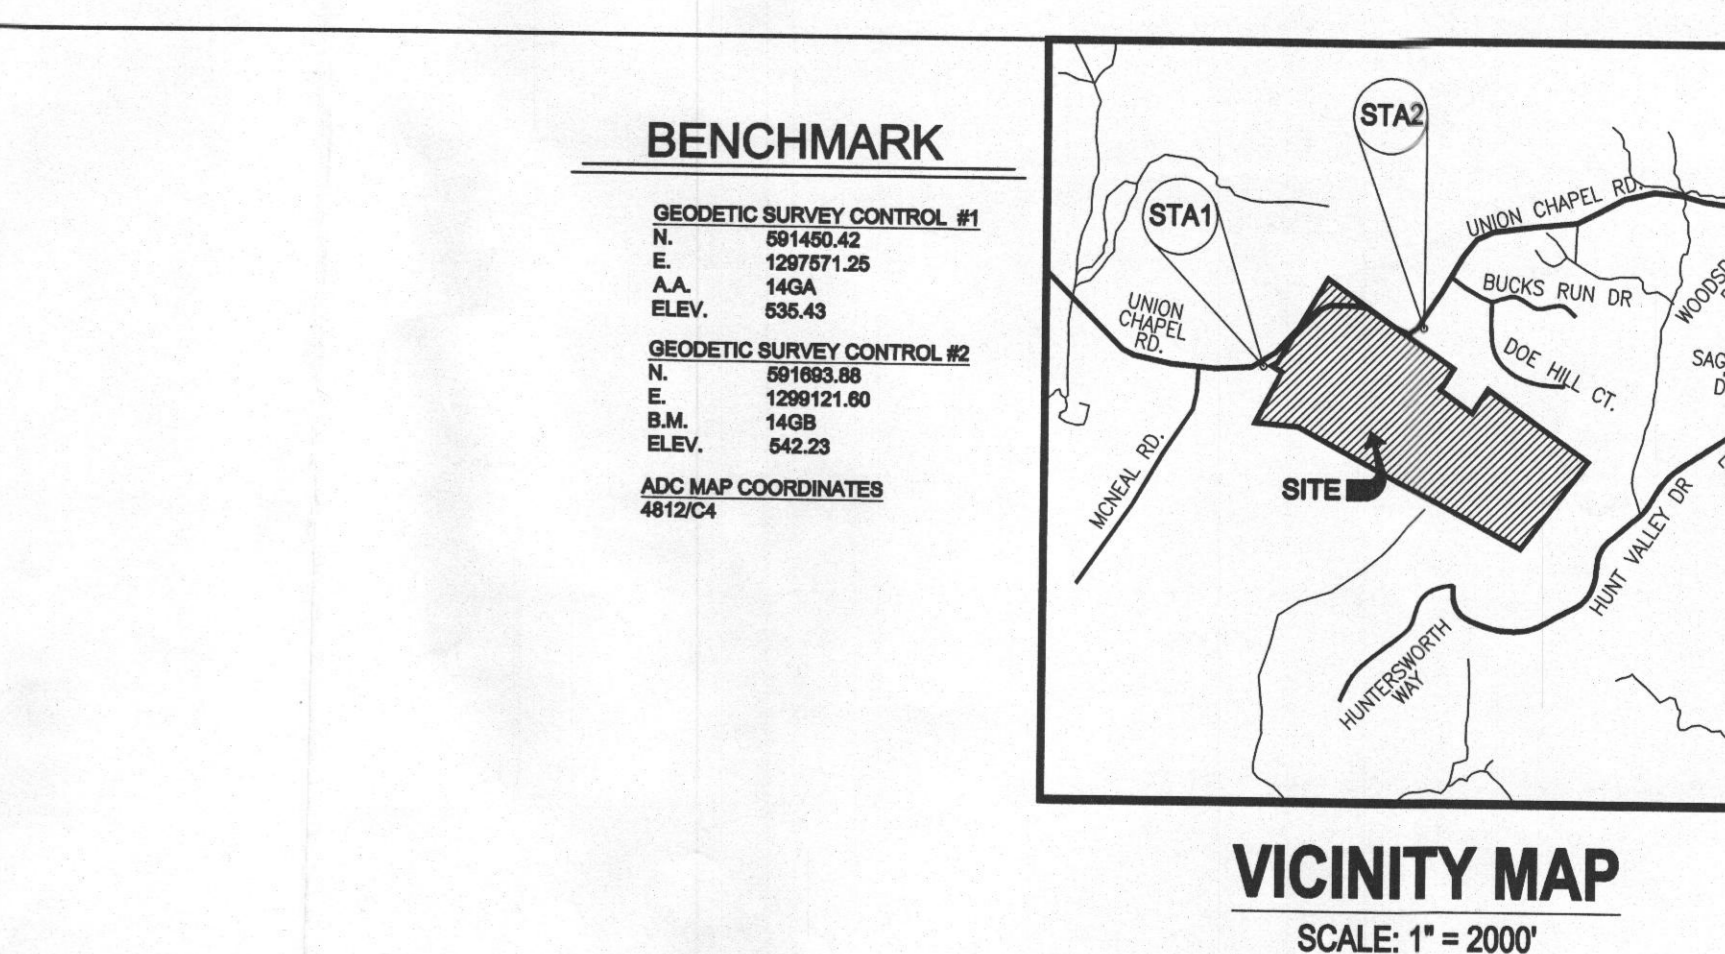 BENCHMARK
GEODETIC SURVEY CONTROL #1
N. 591450.42
E. 1297571.25
A.A. 14GA
ELEV. 535.43
GEODETIC SURVEY CONTROL #2
N. 591693.88
E. 1299121.60
B.M. 14GB
ELEV. 542.23
ADC MAP COORDINATES
4812/C4
STA2
STA1
UNION CHAPEL RD.
BUCKS RUN DR
UNION
CHAPEL
RD.
DOE HILL CT.
MCNEAL RD.
SITE
HUNT VALLEY DR
HUNTERSWORTH
WAY
VICINITY MAP
SCALE: 1" = 2000'